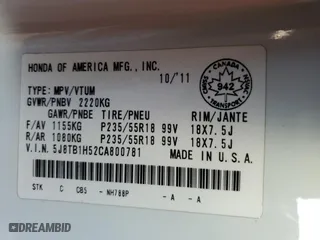 HONDA OF AMERICA MFG., INC.
10/'11
TYPE: MPV/VTUM
GVWR/PNBV 2220KG
GAWR/PNBE TIRE/PNEU RIM/JANTE
F/AV 1155KG P235/55R18 99V 18X7.5J
R/AR 1080KG P235/55R18 99V 18X7.5J
V.I.N. 5J8TB1H52CA800781 MADE IN U.S.A.
STK C CBS - NH788P - A - A
CANADA
942
TRANSPORT
DEALER